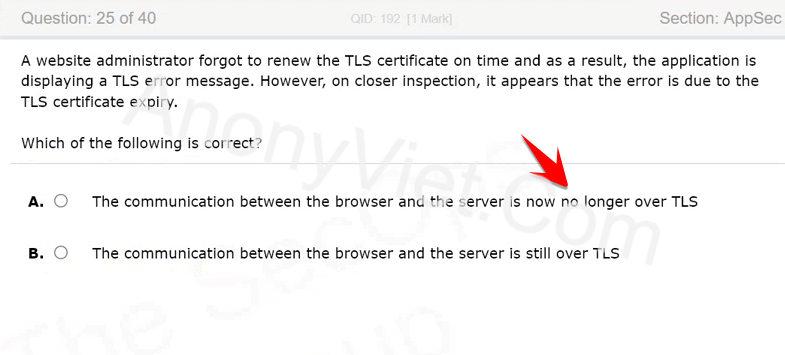 Question: 25 of 40 QID: 192 [1 Mark] Section: AppSec
A website administrator forgot to renew the TLS certificate on time and as a result, the application is
displaying a TLS error message. However, on closer inspection, it appears that the error is due to the
TLS certificate expiry.
Which of the following is correct?
A. The communication between the browser and the server is now no longer over TLS
B. The communication between the browser and the server is still over TLS
AnonyViet.Com
The Sec